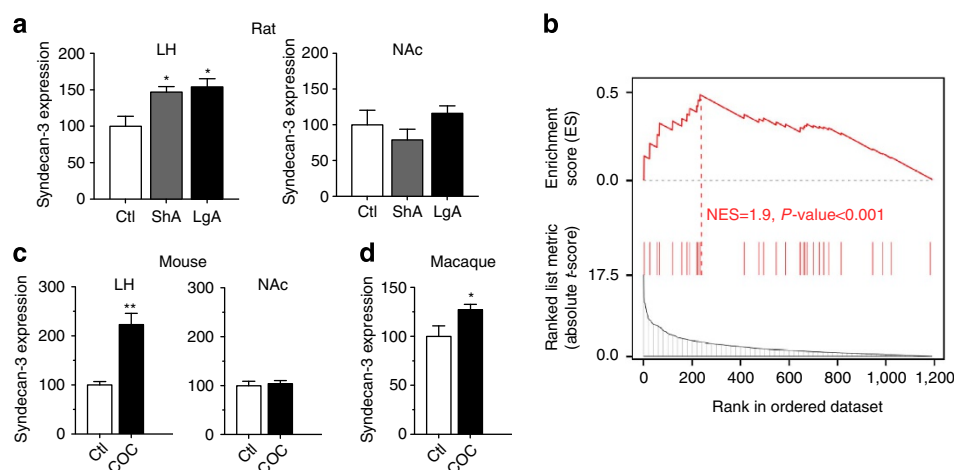 a
Rat
LH
Syndecan-3 expression
200
150
100
50
0
*
*
Ctl
ShA
LgA
NAc
Syndecan-3 expression
200
150
100
50
0
Ctl
ShA
LgA
b
Enrichment
score (ES)
0.5
0.0
NES=1.9, P-value<0.001
Ranked list metric
(absolute t-score)
17.5
0.0
0
200
400
600
800
1,000
1,200
Rank in ordered dataset
c
Mouse
LH
Syndecan-3 expression
300
200
100
0
**
Ctl
COC
NAc
300
200
100
0
Ctl
COC
d
Macaque
Syndecan-3 expression
150
100
50
0
*
Ctl
COC